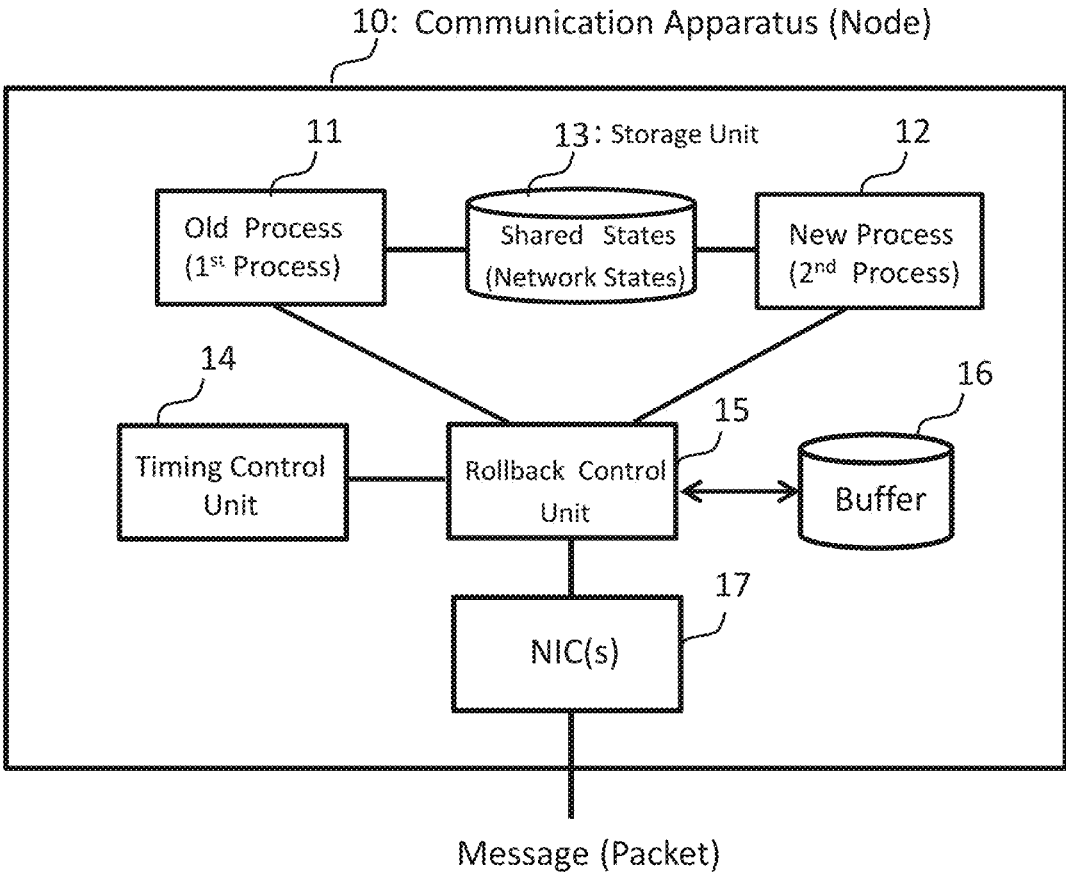 10: Communication Apparatus (Node)
11
13: Storage Unit
12
Old Process
(1st Process)
Shared States
(Network States)
New Process
(2nd Process)
14
15
16
Timing Control
Unit
Rollback Control
Unit
Buffer
17
NIC(s)
Message (Packet)